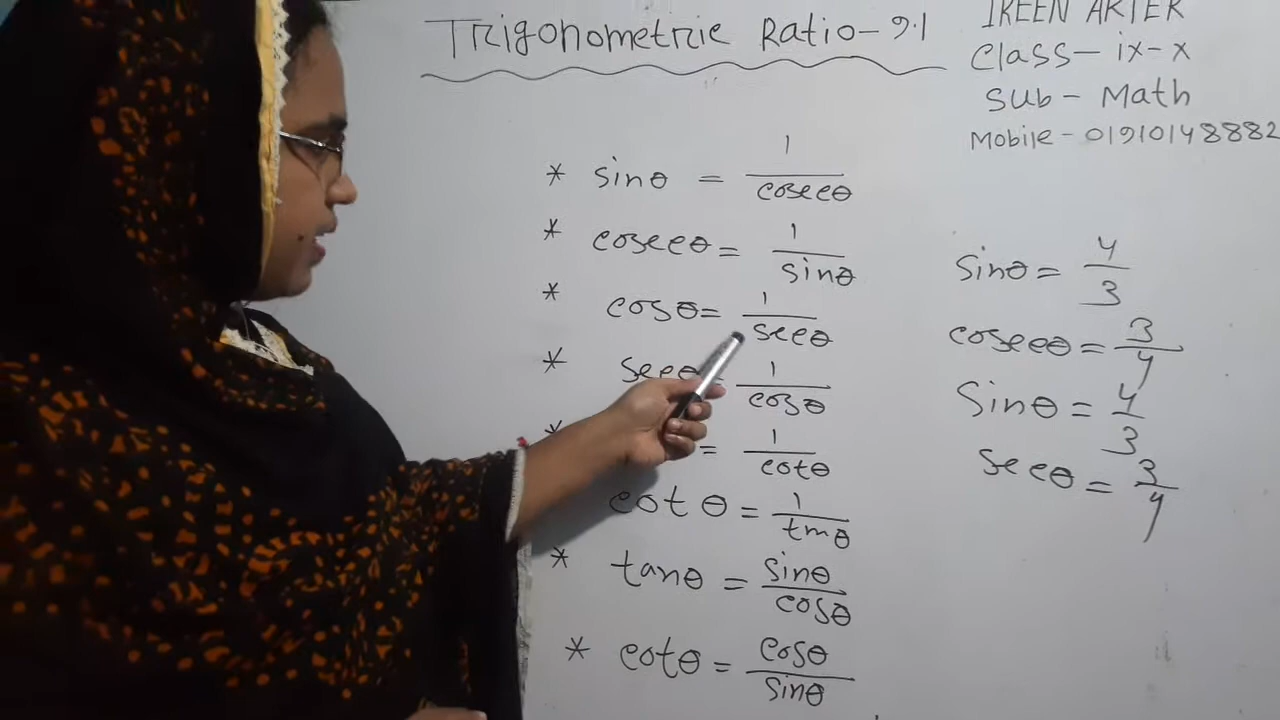 Trigonometric Ratio-9.1
IREEN AKTER
Class- ix-x
Sub - Math
Mobile - 01910148882
* sinθ = 1/cosecθ
* cosecθ = 1/sinθ
* cosθ = 1/secθ
* secθ = 1/cosθ
* = 1/cotθ
cotθ = 1/tanθ
* tanθ = sinθ/cosθ
* cotθ = cosθ/sinθ
sinθ = 4/3
cosecθ = 3/4
sinθ = 4/3
secθ = 3/4